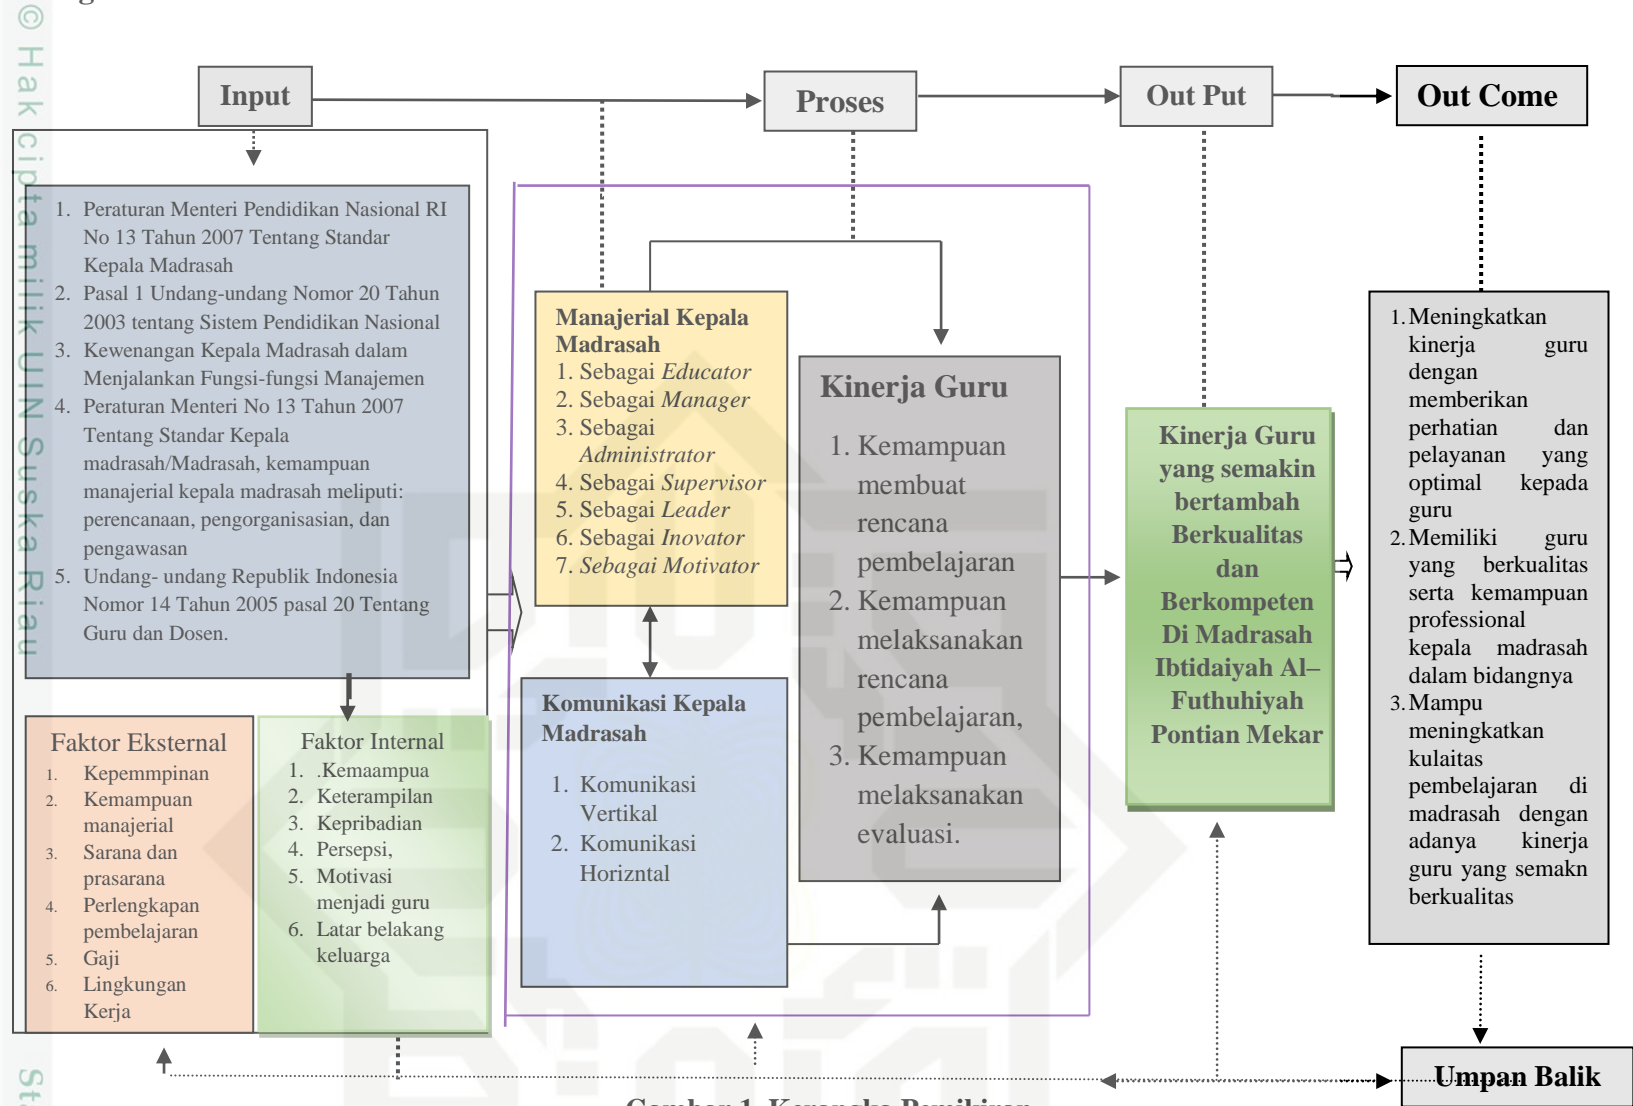 © Hak cipta milik UIN Suska Riau
Input
Proses
Out Put
Out Come
1. Peraturan Menteri Pendidikan Nasional RI
No 13 Tahun 2007 Tentang Standar
Kepala Madrasah
2. Pasal 1 Undang-undang Nomor 20 Tahun
2003 tentang Sistem Pendidikan Nasional
3. Kewenangan Kepala Madrasah dalam
Menjalankan Fungsi-fungsi Manajemen
4. Peraturan Menteri No 13 Tahun 2007
Tentang Standar Kepala
madrasah/Madrasah, kemampuan
manajerial kepala madrasah meliputi:
perencanaan, pengorganisasian, dan
pengawasan
5. Undang- undang Republik Indonesia
Nomor 14 Tahun 2005 pasal 20 Tentang
Guru dan Dosen.
Faktor Eksternal
1. Kepemmpinan
2. Kemampuan
manajerial
3. Sarana dan
prasarana
4. Perlengkapan
pembelajaran
5. Gaji
6. Lingkungan
Kerja
Faktor Internal
1. .Kemaampua
2. Keterampilan
3. Kepribadian
4. Persepsi,
5. Motivasi
menjadi guru
6. Latar belakang
keluarga
Manajerial Kepala
Madrasah
1. Sebagai Educator
2. Sebagai Manager
3. Sebagai
Administrator
4. Sebagai Supervisor
5. Sebagai Leader
6. Sebagai Inovator
7. Sebagai Motivator
Komunikasi Kepala
Madrasah
1. Komunikasi
Vertikal
2. Komunikasi
Horizntal
Kinerja Guru
1. Kemampuan
membuat
rencana
pembelajaran
2. Kemampuan
melaksanakan
rencana
pembelajaran,
3. Kemampuan
melaksanakan
evaluasi.
Kinerja Guru
yang semakin
bertambah
Berkualitas
dan
Berkompeten
Di Madrasah
Ibtidaiyah Al–
Futhuhiyah
Pontian Mekar
1. Meningkatkan
kinerja guru
dengan
memberikan
perhatian dan
pelayanan yang
optimal kepada
guru
2. Memiliki guru
yang berkualitas
serta kemampuan
professional
kepala madrasah
dalam bidangnya
3. Mampu
meningkatkan
kulaitas
pembelajaran di
madrasah dengan
adanya kinerja
guru yang semakn
berkualitas
Umpan Balik
Gambar 1. Kerangka Pemikiran